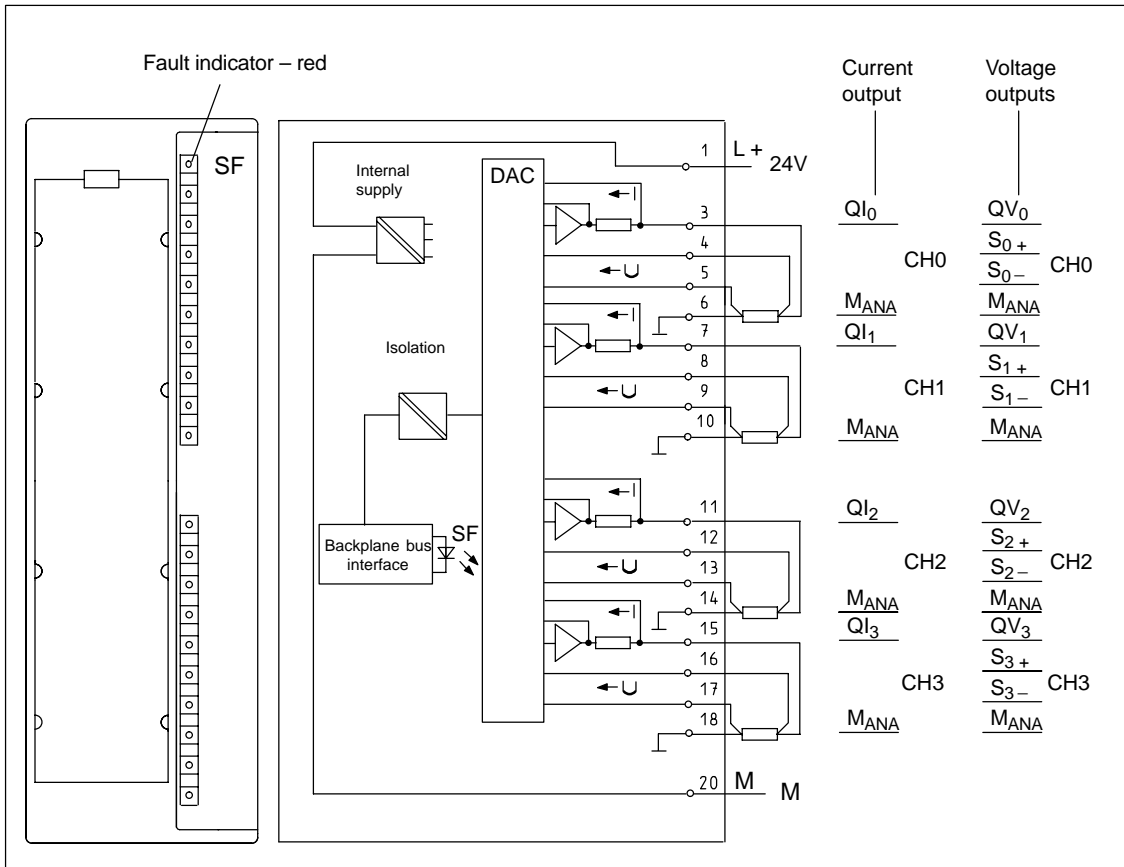 Fault indicator – red
SF
Current
output
Voltage
outputs
Internal
supply
DAC
Isolation
Backplane bus
interface
SF
1 L +
24V
I
3
4
U
5
6
I
7
8
U
9
10
I
11
12
U
13
14
I
15
16
U
17
18
20 M
M
QI0 QV0
S0 +
CH0 CH0
S0 –
MANA MANA
QI1 QV1
S1 +
CH1 CH1
S1 –
MANA MANA
QI2 QV2
S2 +
CH2 CH2
S2 –
MANA MANA
QI3 QV3
S3 +
CH3 CH3
S3 –
MANA MANA